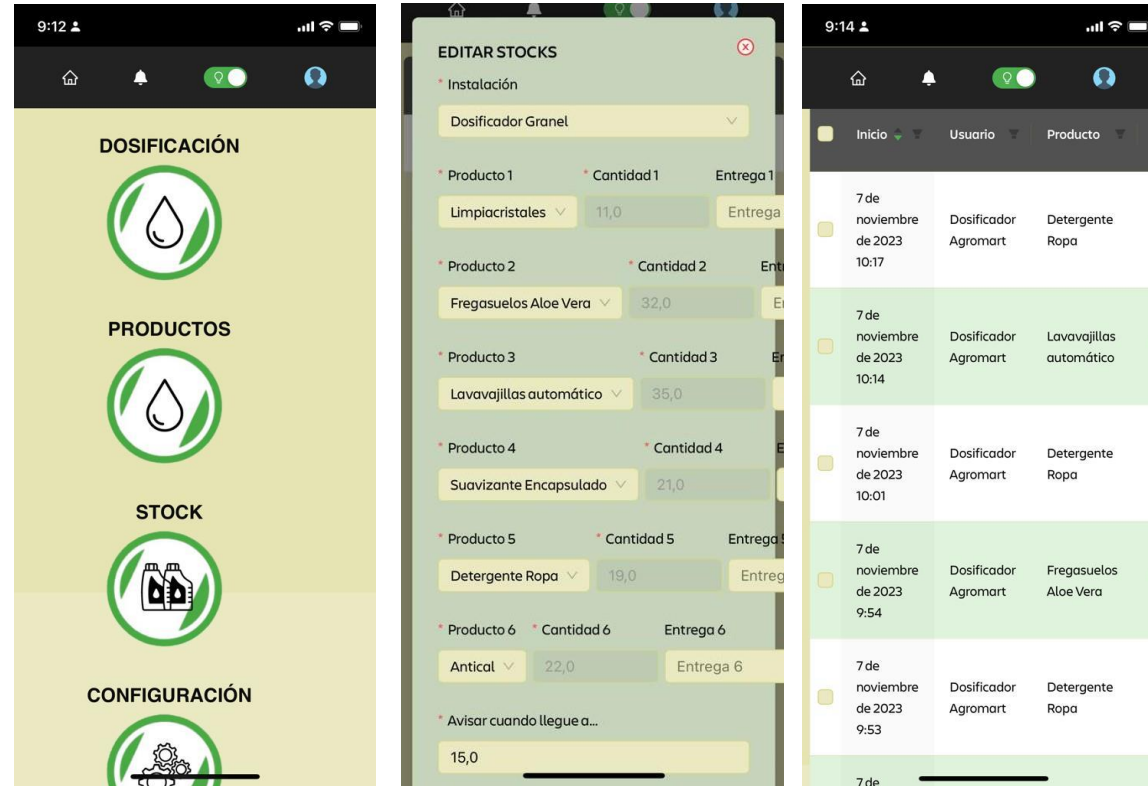 9:12
DOSIFICACIÓN
PRODUCTOS
STOCK
CONFIGURACIÓN
EDITAR STOCKS
* Instalación
Dosificador Granel
* Producto 1 * Cantidad 1 Entrega 1
Limpiacristales 11,0 Entrega
* Producto 2 * Cantidad 2 Ent
Fregasuelos Aloe Vera 32,0 E
* Producto 3 * Cantidad 3 E
Lavavajillas automático 35,0
* Producto 4 * Cantidad 4 E
Suavizante Encapsulado 21,0
* Producto 5 * Cantidad 5 Entrega 5
Detergente Ropa 19,0 Entreg
* Producto 6 * Cantidad 6 Entrega 6
Antical 22,0 Entrega 6
* Avisar cuando llegue a...
15,0
9:14
Inicio Usuario Producto
7 de
noviembre
de 2023
10:17
Dosificador
Agromart
Detergente
Ropa
7 de
noviembre
de 2023
10:14
Dosificador
Agromart
Lavavajillas
automático
7 de
noviembre
de 2023
10:01
Dosificador
Agromart
Detergente
Ropa
7 de
noviembre
de 2023
9:54
Dosificador
Agromart
Fregasuelos
Aloe Vera
7 de
noviembre
de 2023
9:53
Dosificador
Agromart
Detergente
Ropa
7 de